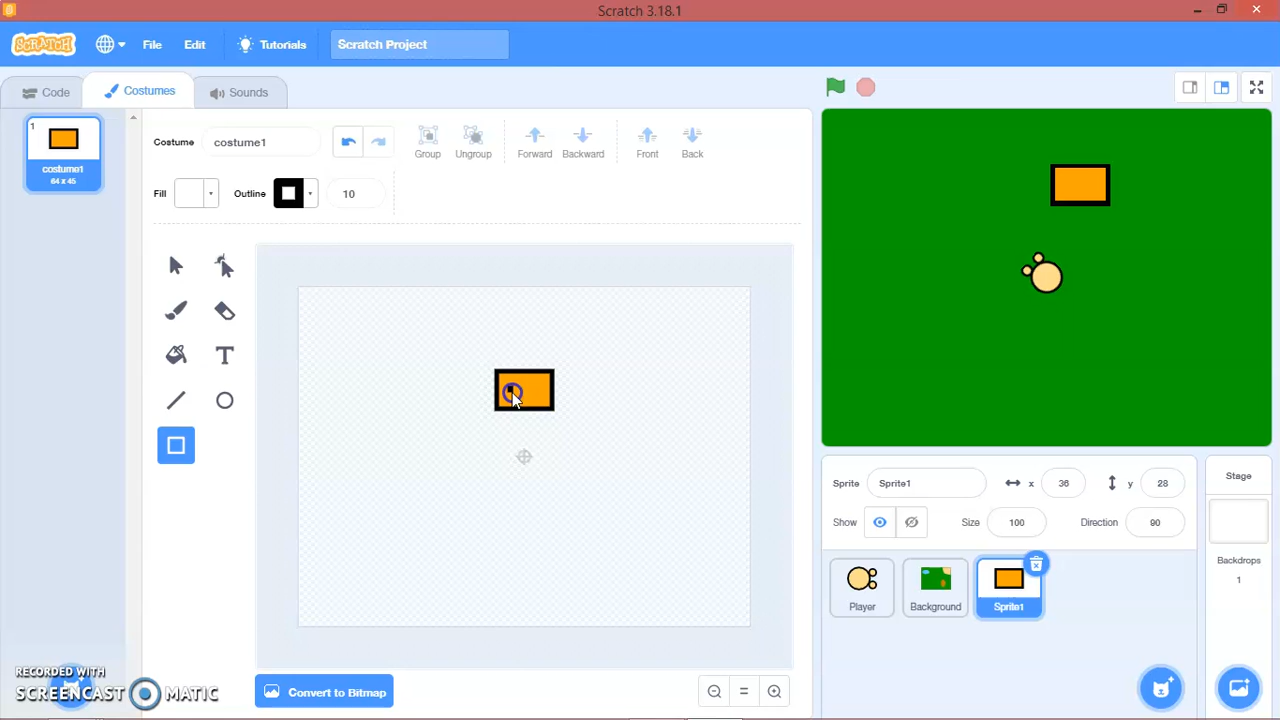 Scratch 3.18.1
SCRATCH File Edit Tutorials Scratch Project
Code Costumes Sounds
1
costume1
64 x 45
Costume costume1
Group Ungroup Forward Backward Front Back
Fill Outline 10
T
Sprite Sprite1 x 36 y 28
Show Size 100 Direction 90
Player Background Sprite1
Stage
Backdrops
1
Convert to Bitmap
RECORDED WITH
SCREENCAST MATIC